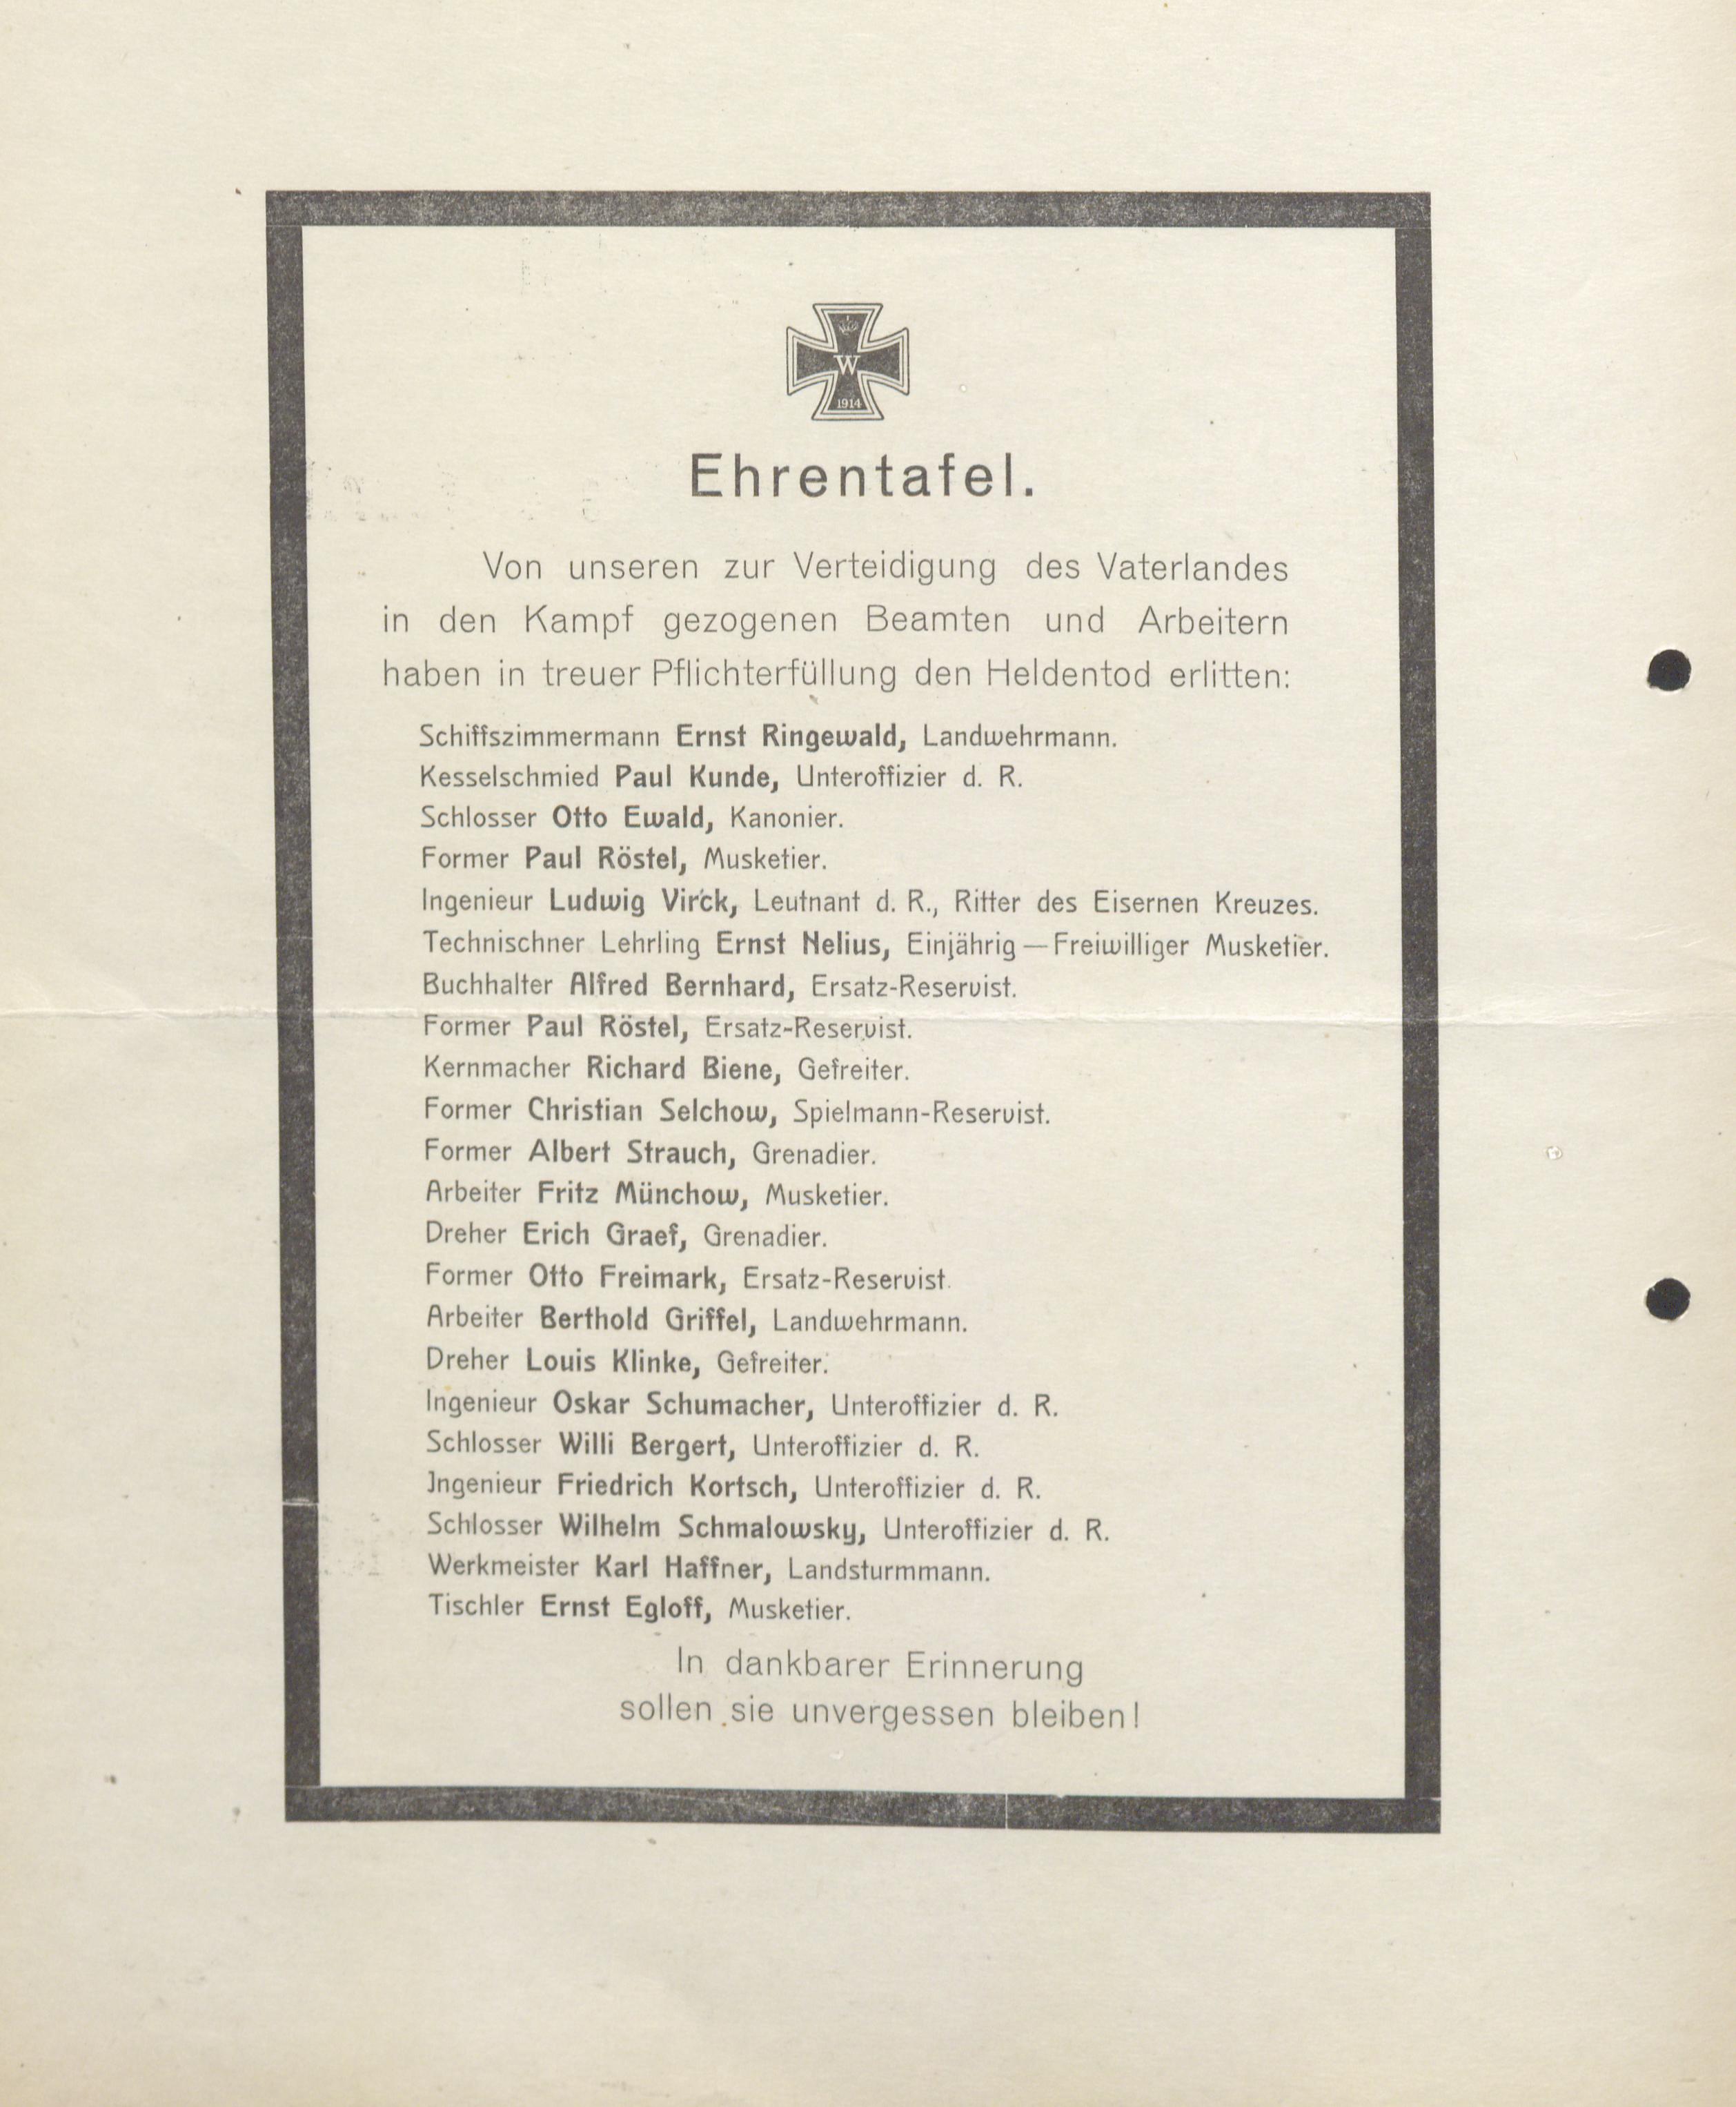 W
1914
Ehrentafel.
Von unseren zur Verteidigung des Vaterlandes
in den Kampf gezogenen Beamten und Arbeitern
haben in treuer Pflichterfüllung den Heldentod erlitten:
Schiffszimmermann Ernst Ringewald, Landwehrmann.
Kesselschmied Paul Kunde, Unteroffizier d. R.
Schlosser Otto Ewald, Kanonier.
Former Paul Röstel, Musketier.
Ingenieur Ludwig Virck, Leutnant d. R., Ritter des Eisernen Kreuzes.
Technischner Lehrling Ernst Nelius, Einjährig — Freiwilliger Musketier.
Buchhalter Alfred Bernhard, Ersatz-Reservist.
Former Paul Röstel, Ersatz-Reservist.
Kernmacher Richard Biene, Gefreiter.
Former Christian Selchow, Spielmann-Reservist.
Former Albert Strauch, Grenadier.
Arbeiter Fritz Münchow, Musketier.
Dreher Erich Graef, Grenadier.
Former Otto Freimark, Ersatz-Reservist.
Arbeiter Berthold Griffel, Landwehrmann.
Dreher Louis Klinke, Gefreiter.
Ingenieur Oskar Schumacher, Unteroffizier d. R.
Schlosser Willi Bergert, Unteroffizier d. R.
Jngenieur Friedrich Kortsch, Unteroffizier d. R.
Schlosser Wilhelm Schmalowsky, Unteroffizier d. R.
Werkmeister Karl Haffner, Landsturmmann.
Tischler Ernst Egloff, Musketier.
In dankbarer Erinnerung
sollen sie unvergessen bleiben!